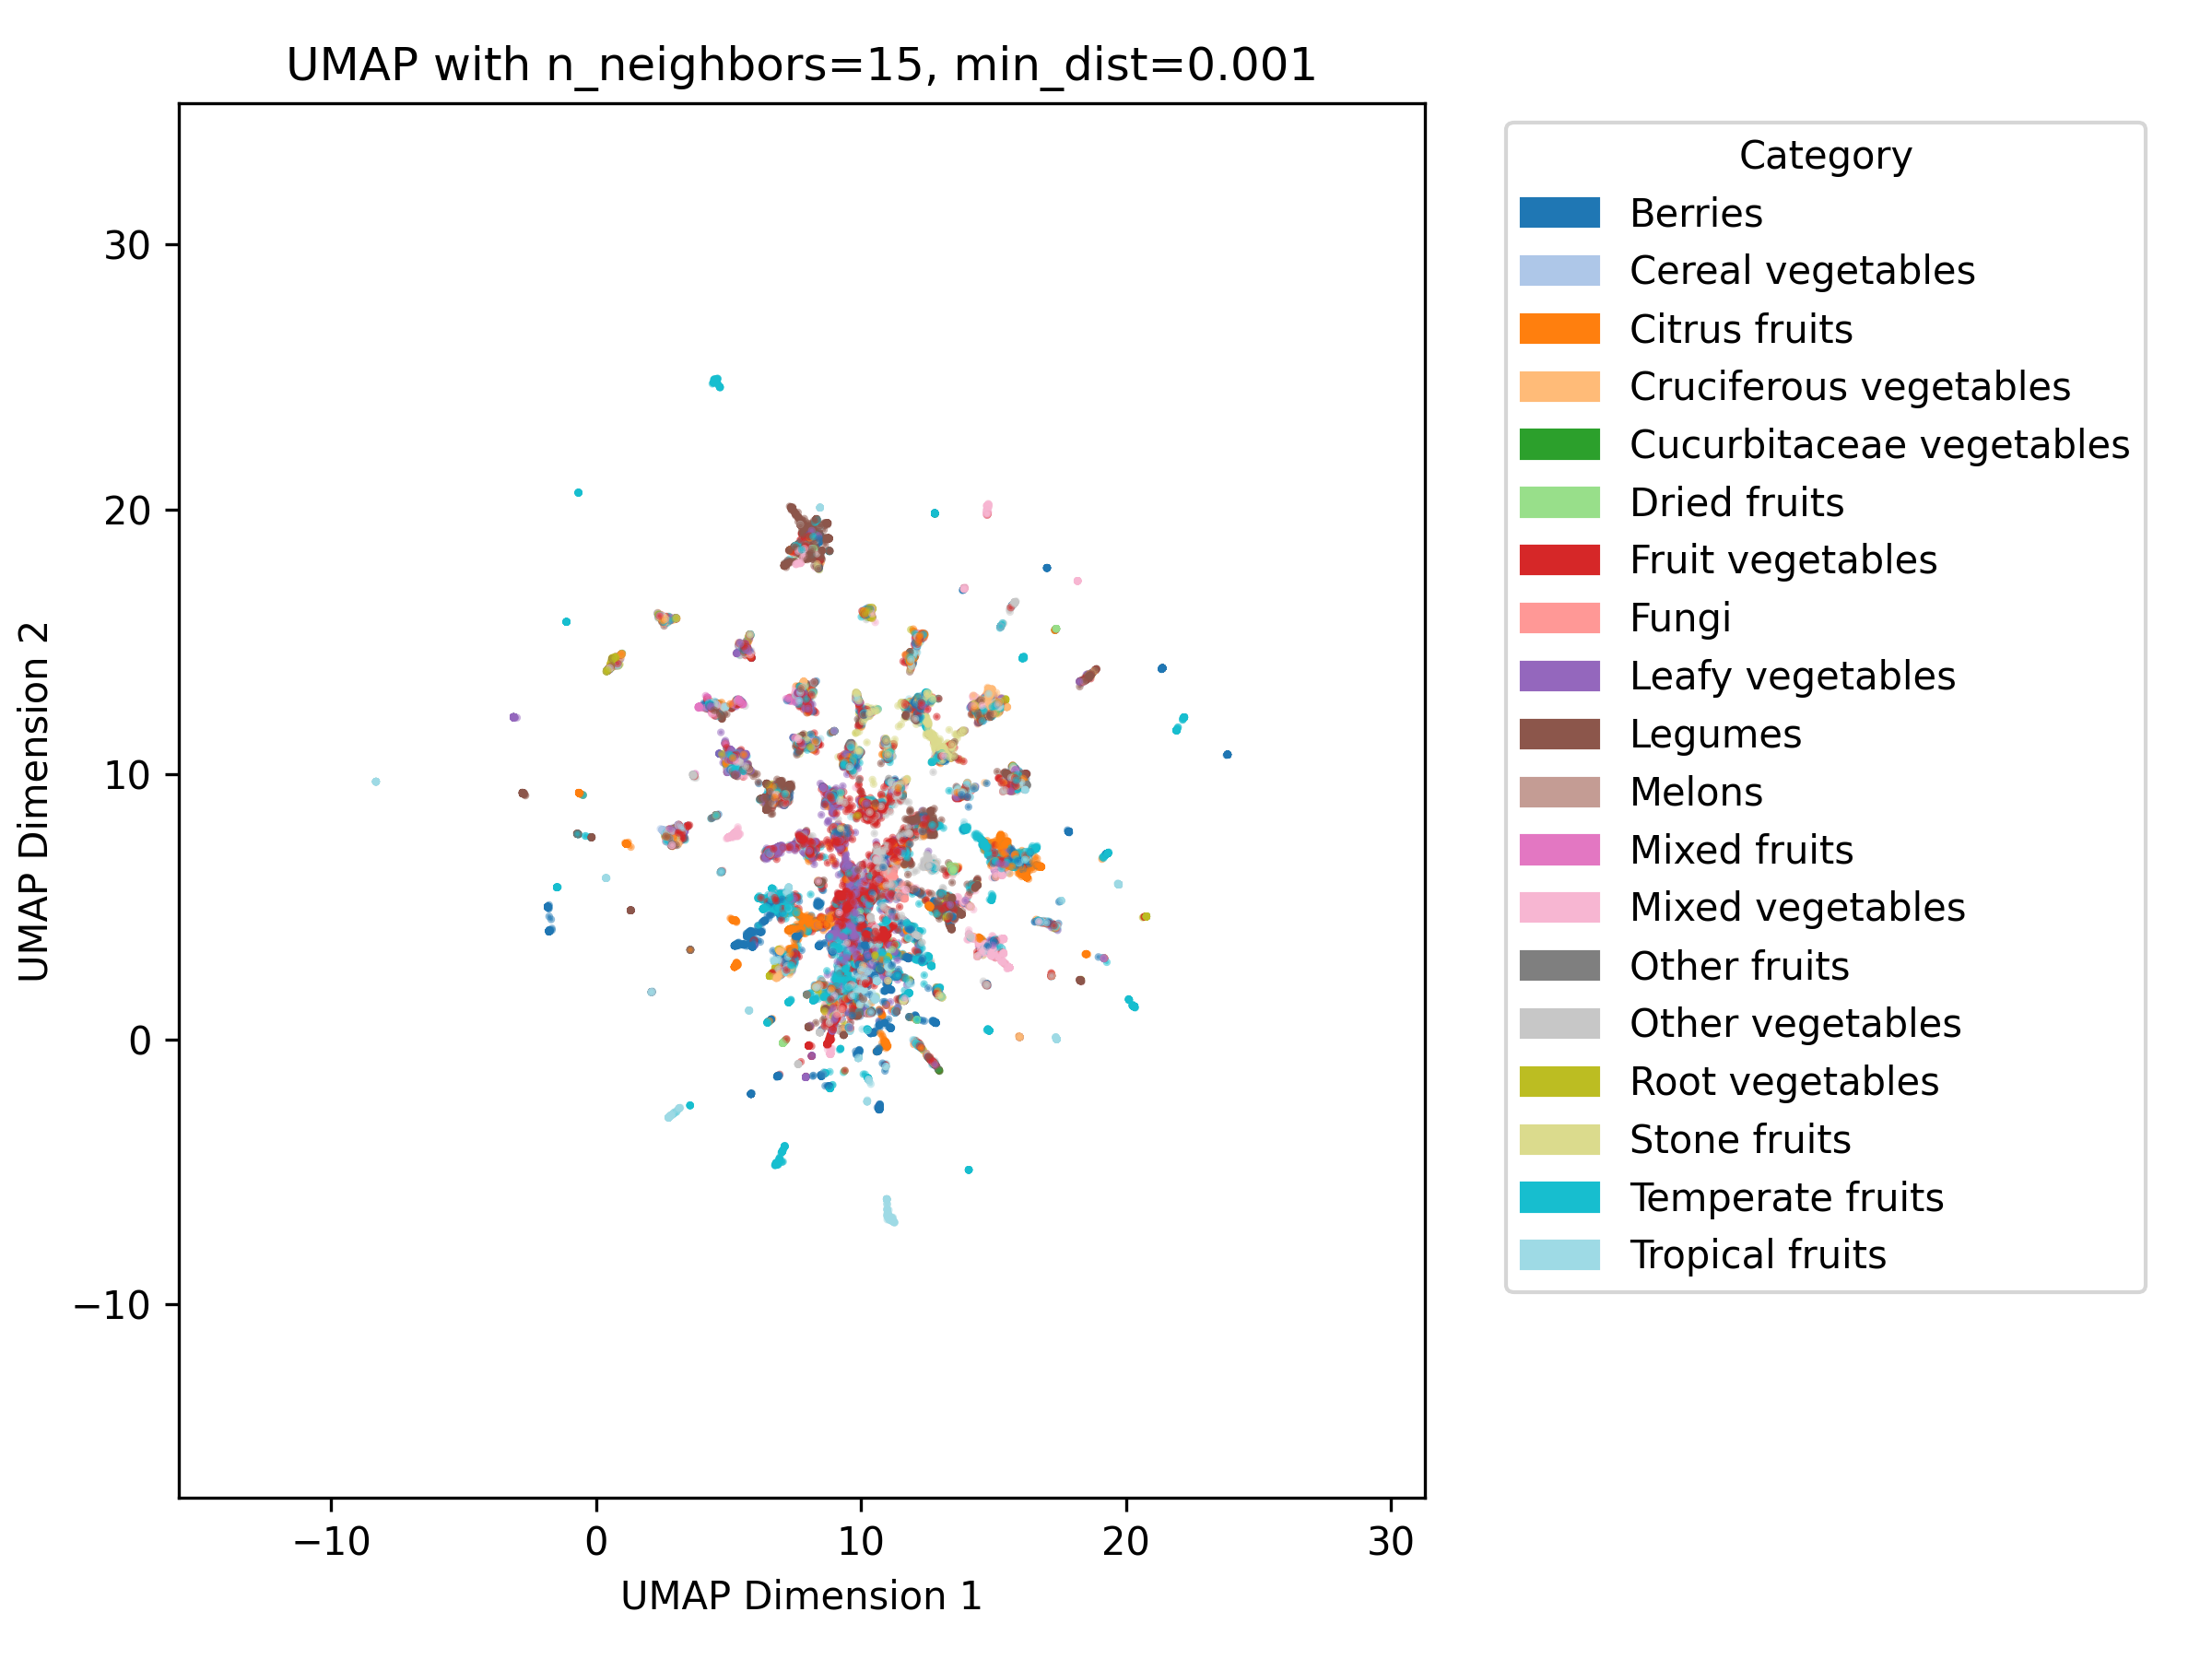 UMAP with n_neighbors=15, min_dist=0.001
30
20
10
0
−10
UMAP Dimension 2
−10
0
10
20
30
UMAP Dimension 1
Category
Berries
Cereal vegetables
Citrus fruits
Cruciferous vegetables
Cucurbitaceae vegetables
Dried fruits
Fruit vegetables
Fungi
Leafy vegetables
Legumes
Melons
Mixed fruits
Mixed vegetables
Other fruits
Other vegetables
Root vegetables
Stone fruits
Temperate fruits
Tropical fruits